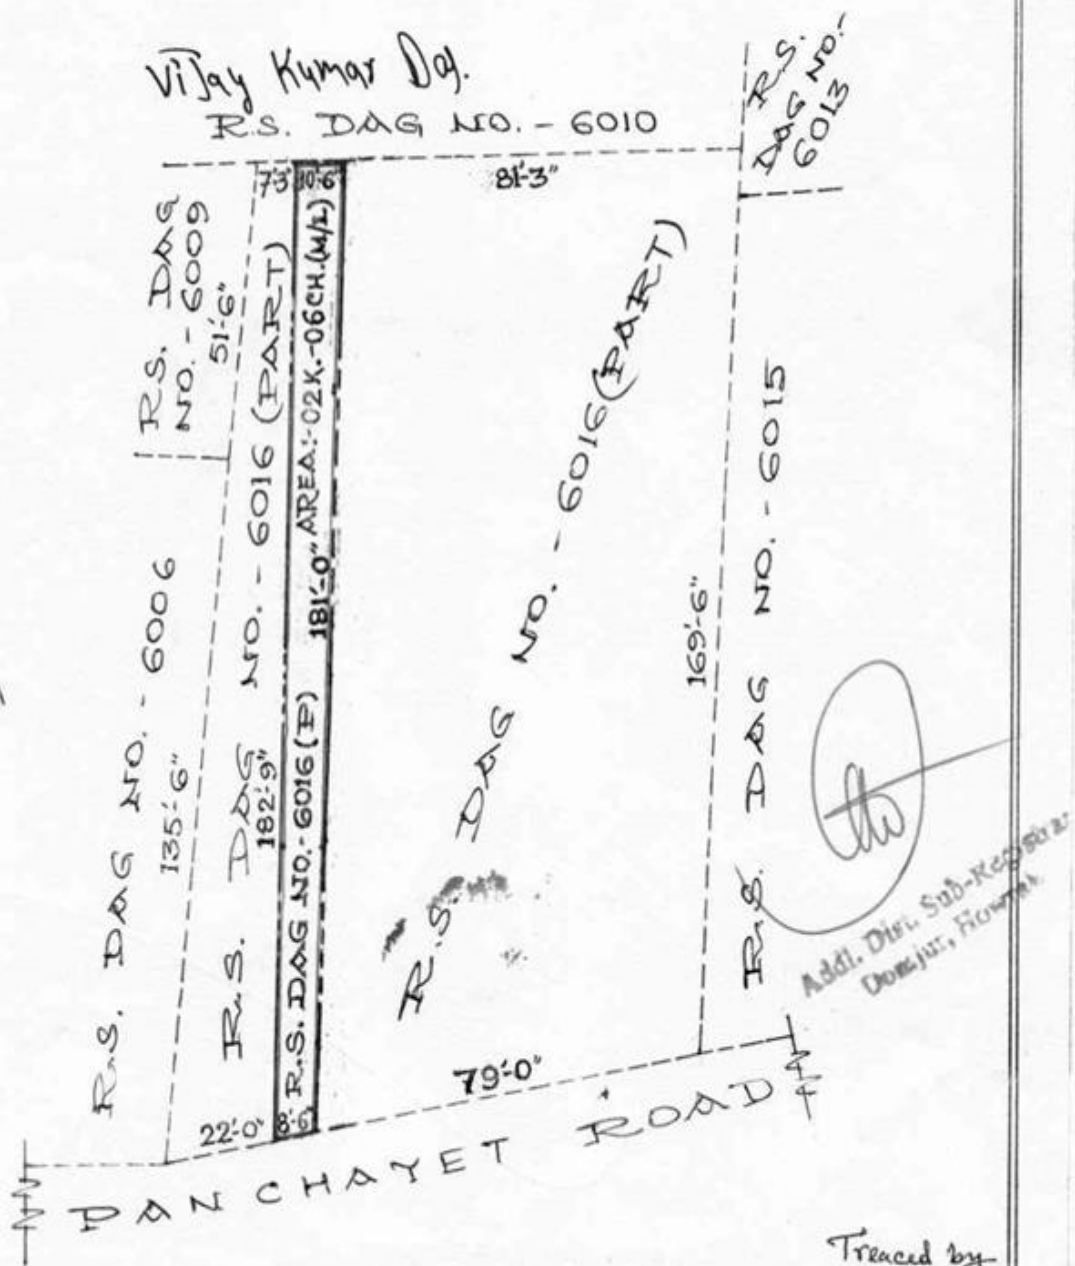 Vijay Kumar Das.
R.S. DAG NO. - 6010
R.S.
DAG NO.
6013
7'3"
10'-6"
81'-3"
R.S. DAG
NO. - 6009
51'-6"
R.S. DAG NO. - 6016 (PART)
182'-9"
R.S. DAG NO.- 6016 (P)
181'-0" AREA:-02K.-06CH.(M/L)
R.S. DAG NO. - 6016 (PART)
169'-6"
R.S. DAG NO. - 6015
R.S. DAG NO. - 6006
135'-6"
Addl. Dist. Sub-Registrar
Domjur, Howrah
79'-0"
22'-0"
8'-6"
PANCHAYET ROAD
Treaced by